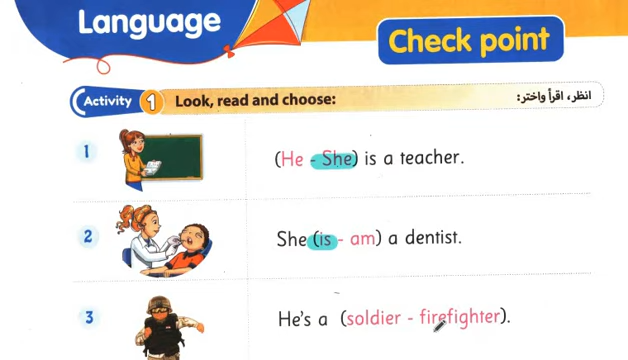 Language
Check point
Activity 1 Look, read and choose: انظر، اقرأ واختر:
1 (He - She) is a teacher.
2 She (is - am) a dentist.
3 He's a (soldier - firefighter).